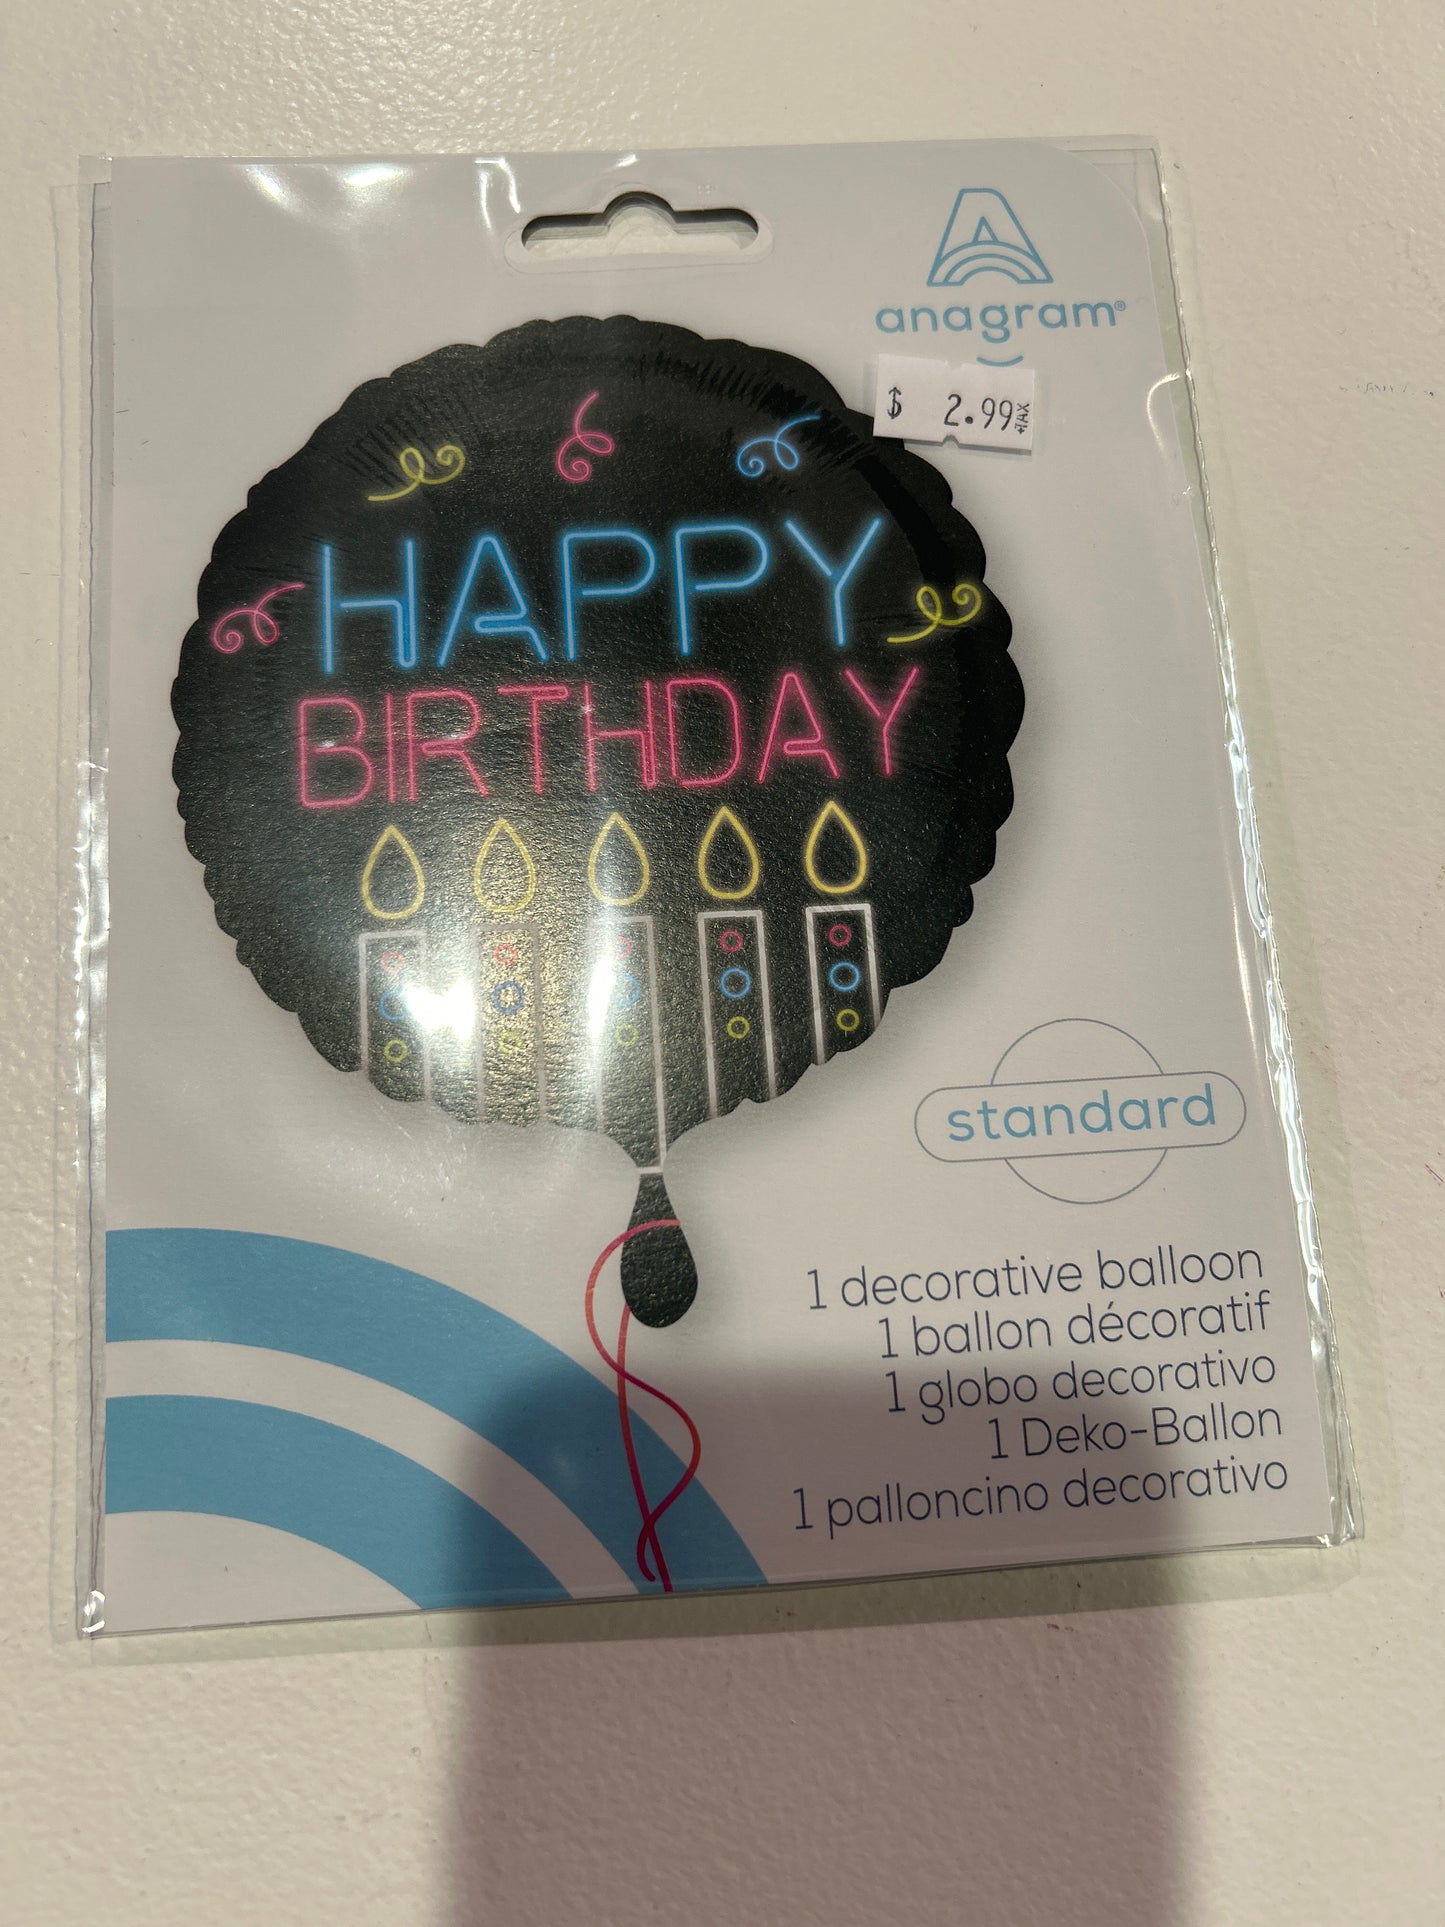 anagram®
$ 2.99 +TAX
HAPPY
BIRTHDAY
standard
1 decorative balloon
1 ballon décoratif
1 globo decorativo
1 Deko-Ballon
1 palloncino decorativo